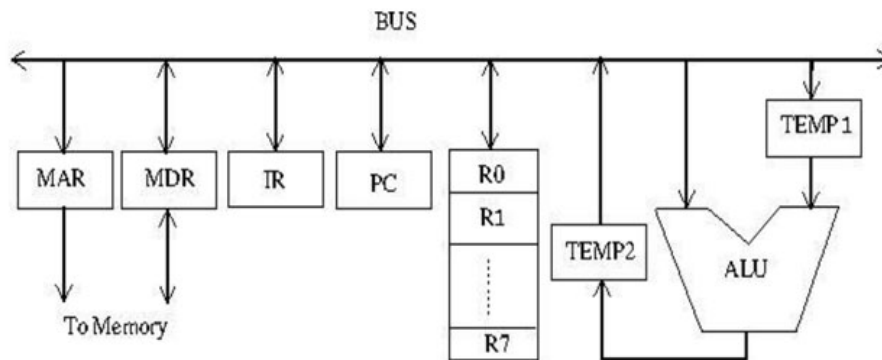 BUS
TEMP1
MAR
MDR
IR
PC
R0
R1
TEMP2
ALU
R7
To Memory